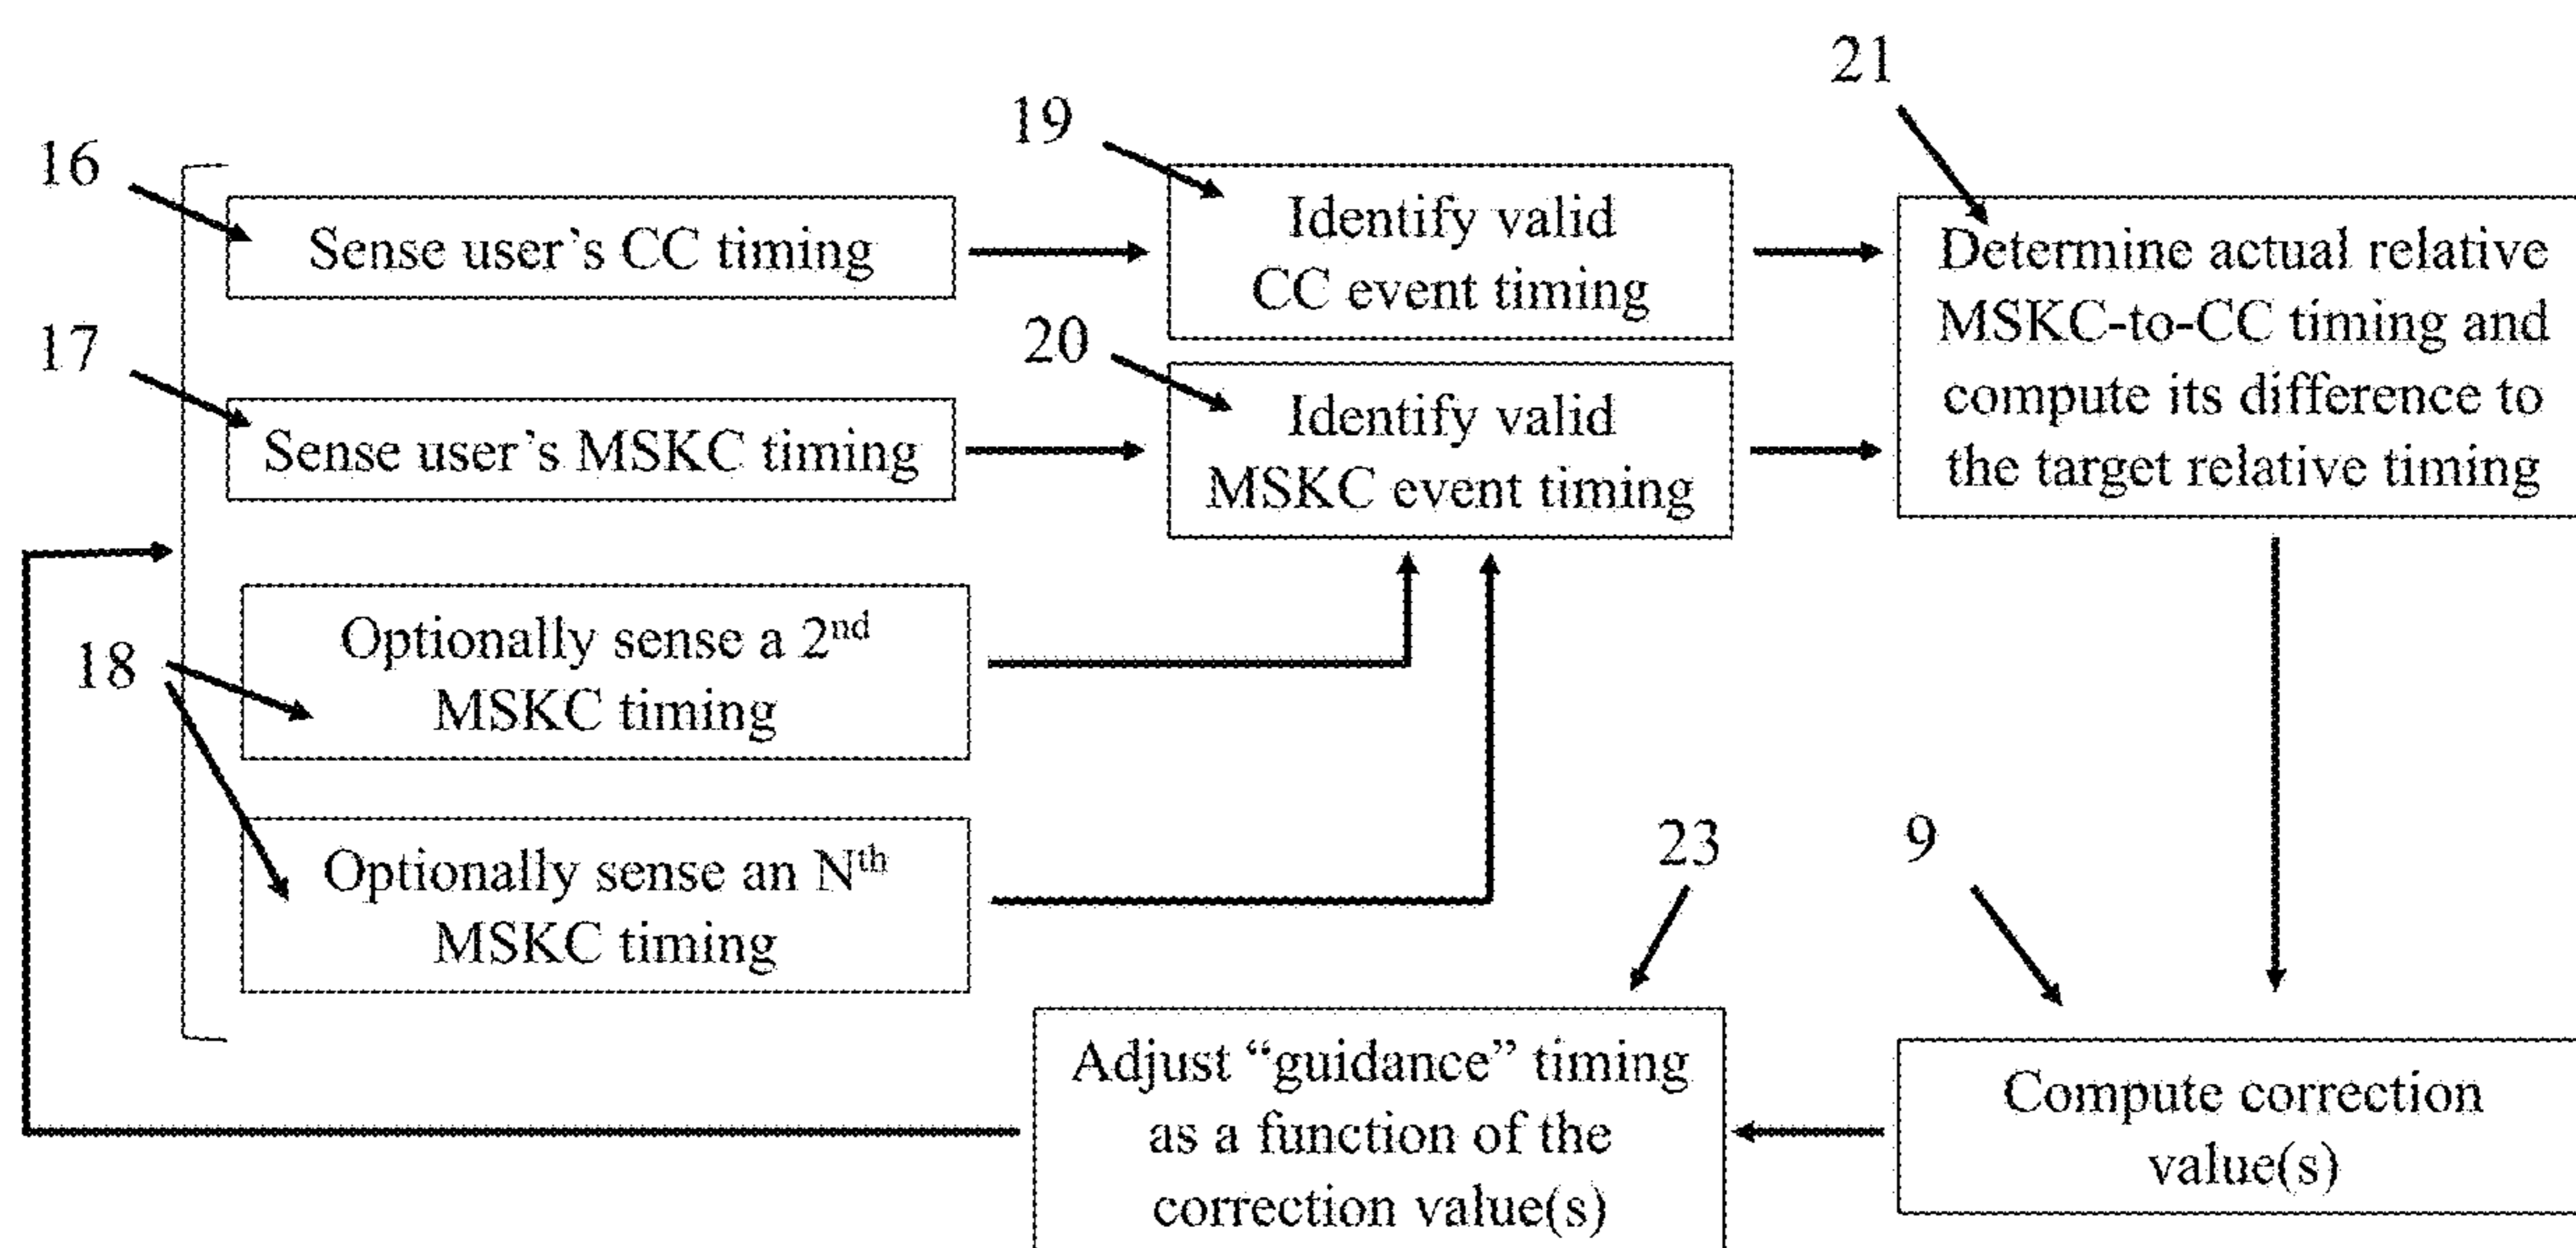 21
19
16
Sense user's CC timing
Identify valid
CC event timing
Determine actual relative
MSKC-to-CC timing and
compute its difference to
the target relative timing
17
20
Sense user's MSKC timing
Identify valid
MSKC event timing
18
Optionally sense a 2nd
MSKC timing
Optionally sense an Nth
MSKC timing
23
9
Adjust “guidance” timing
as a function of the
correction value(s)
Compute correction
value(s)